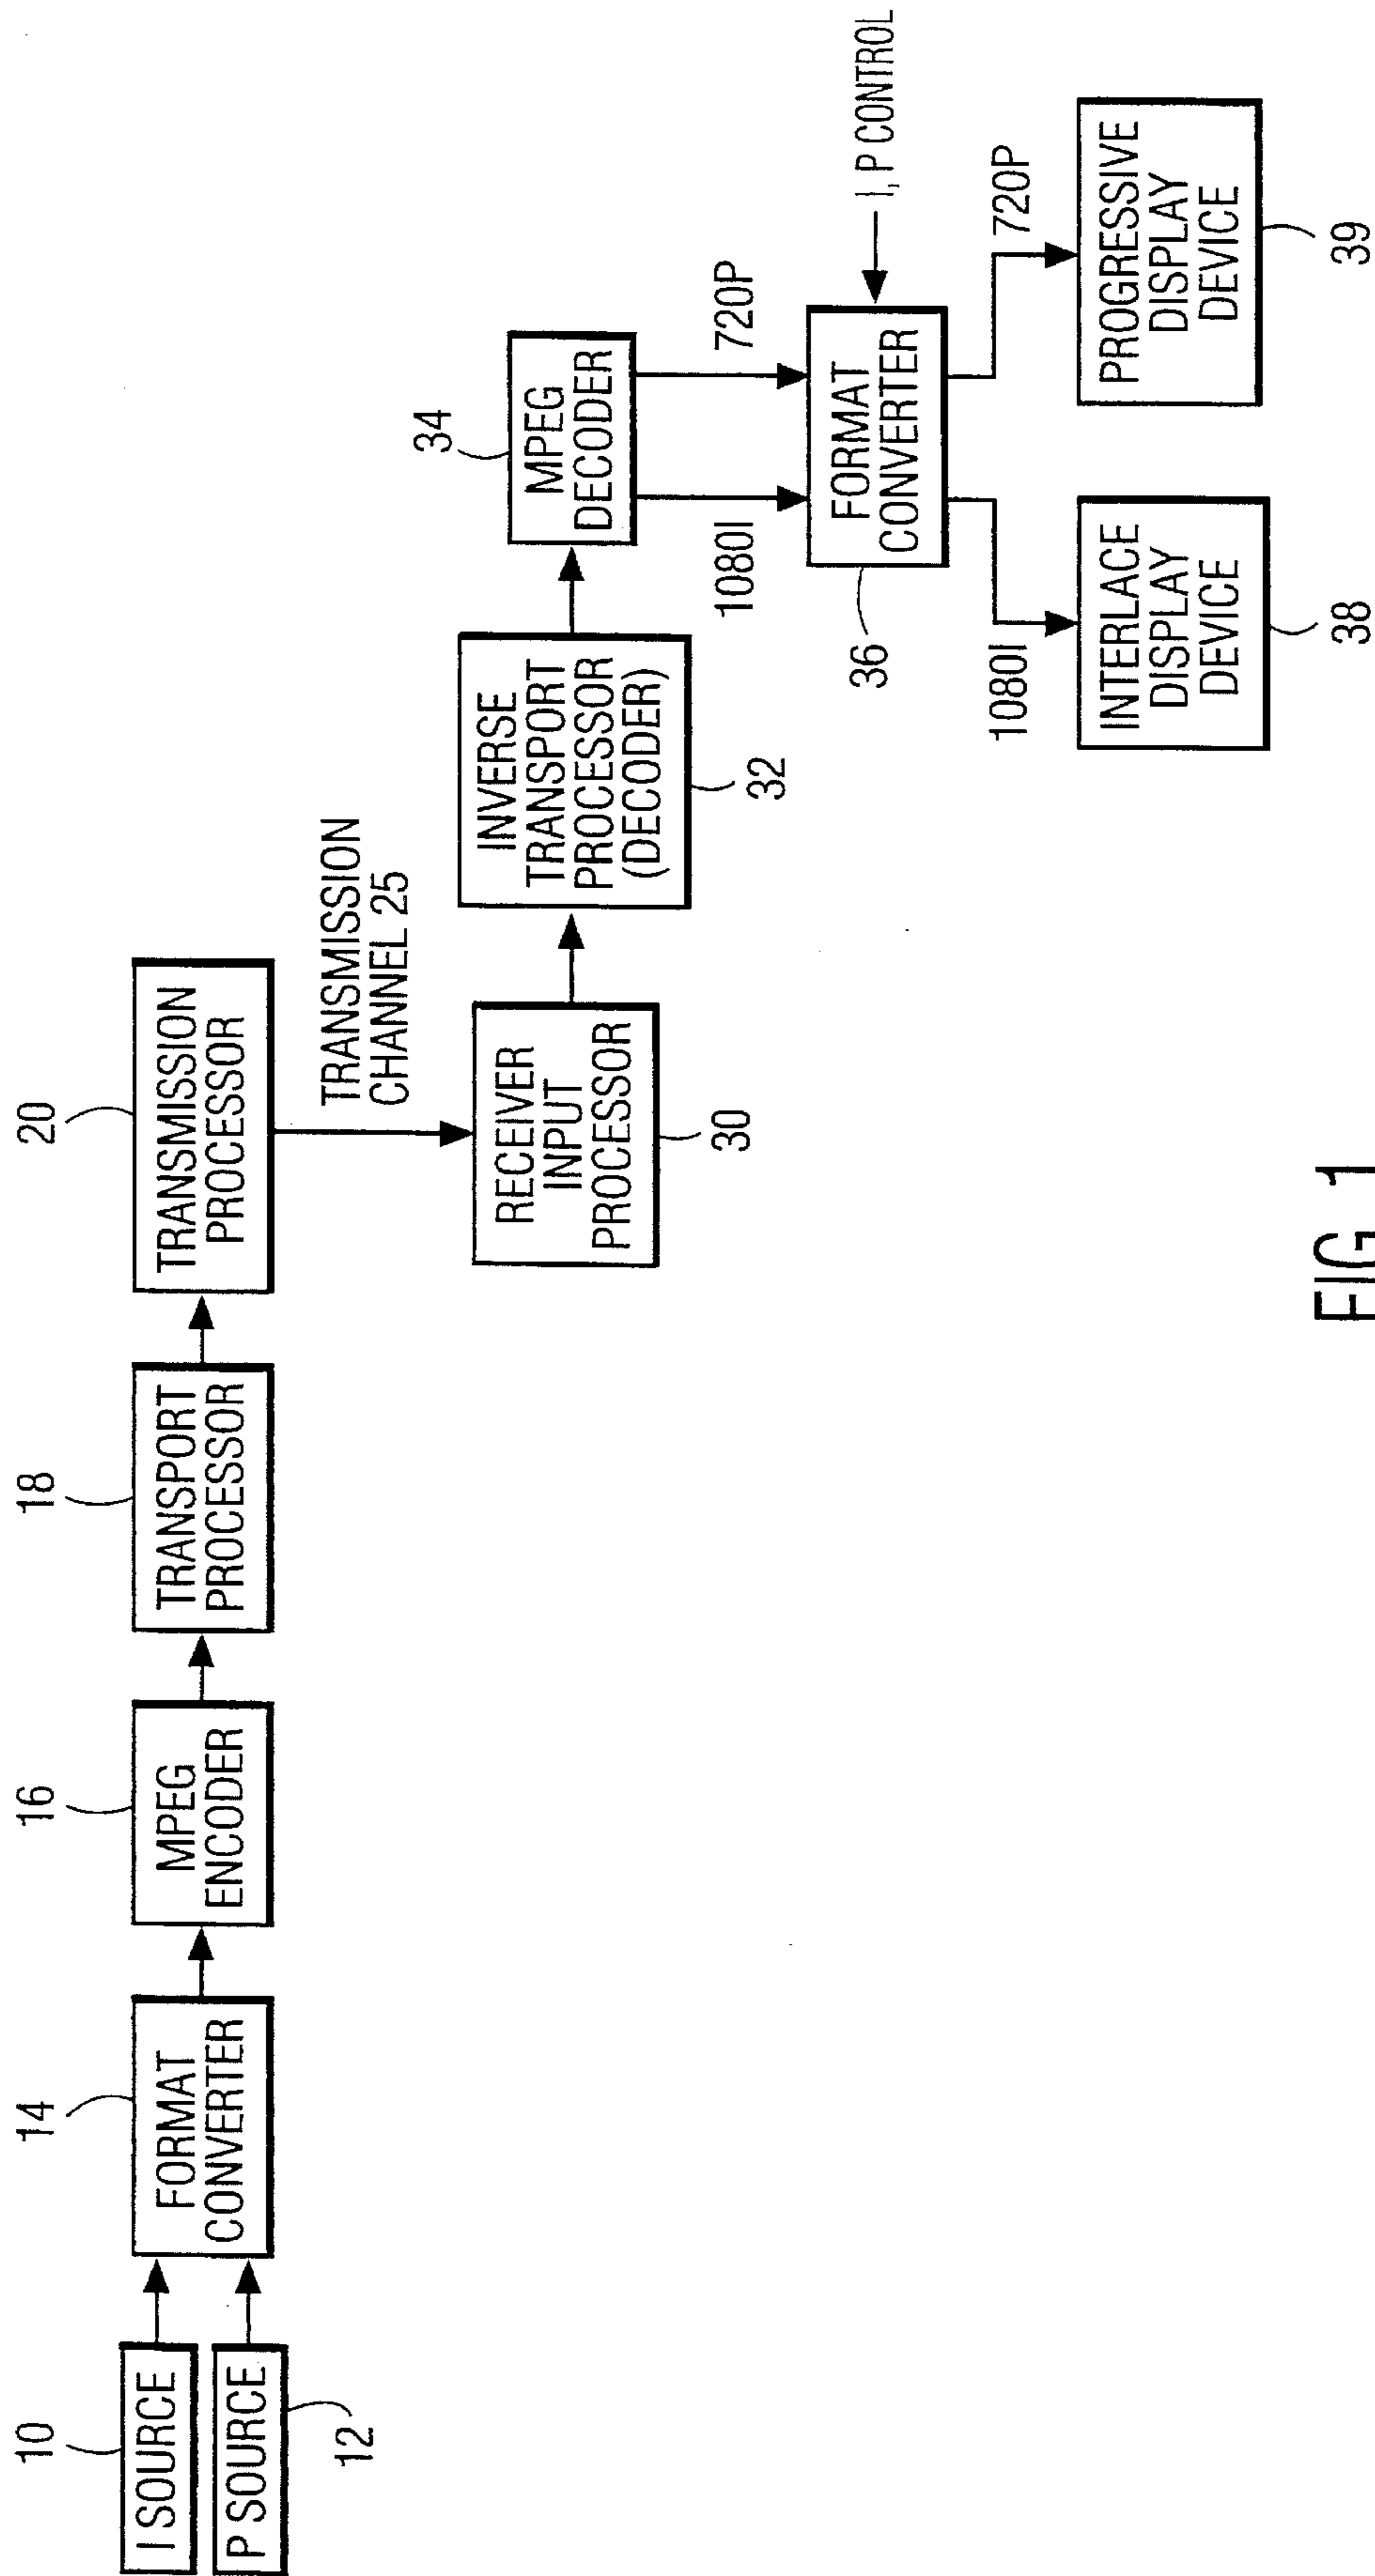 10
I SOURCE
P SOURCE
12
14
FORMAT
CONVERTER
16
MPEG
ENCODER
18
TRANSPORT
PROCESSOR
20
TRANSMISSION
PROCESSOR
TRANSMISSION
CHANNEL 25
RECEIVER
INPUT
PROCESSOR
30
INVERSE
TRANSPORT
PROCESSOR
(DECODER)
32
34
MPEG
DECODER
1080I
720P
FORMAT
CONVERTER
36
I, P CONTROL
1080I
720P
INTERLACE
DISPLAY
DEVICE
38
PROGRESSIVE
DISPLAY
DEVICE
39
FIG. 1